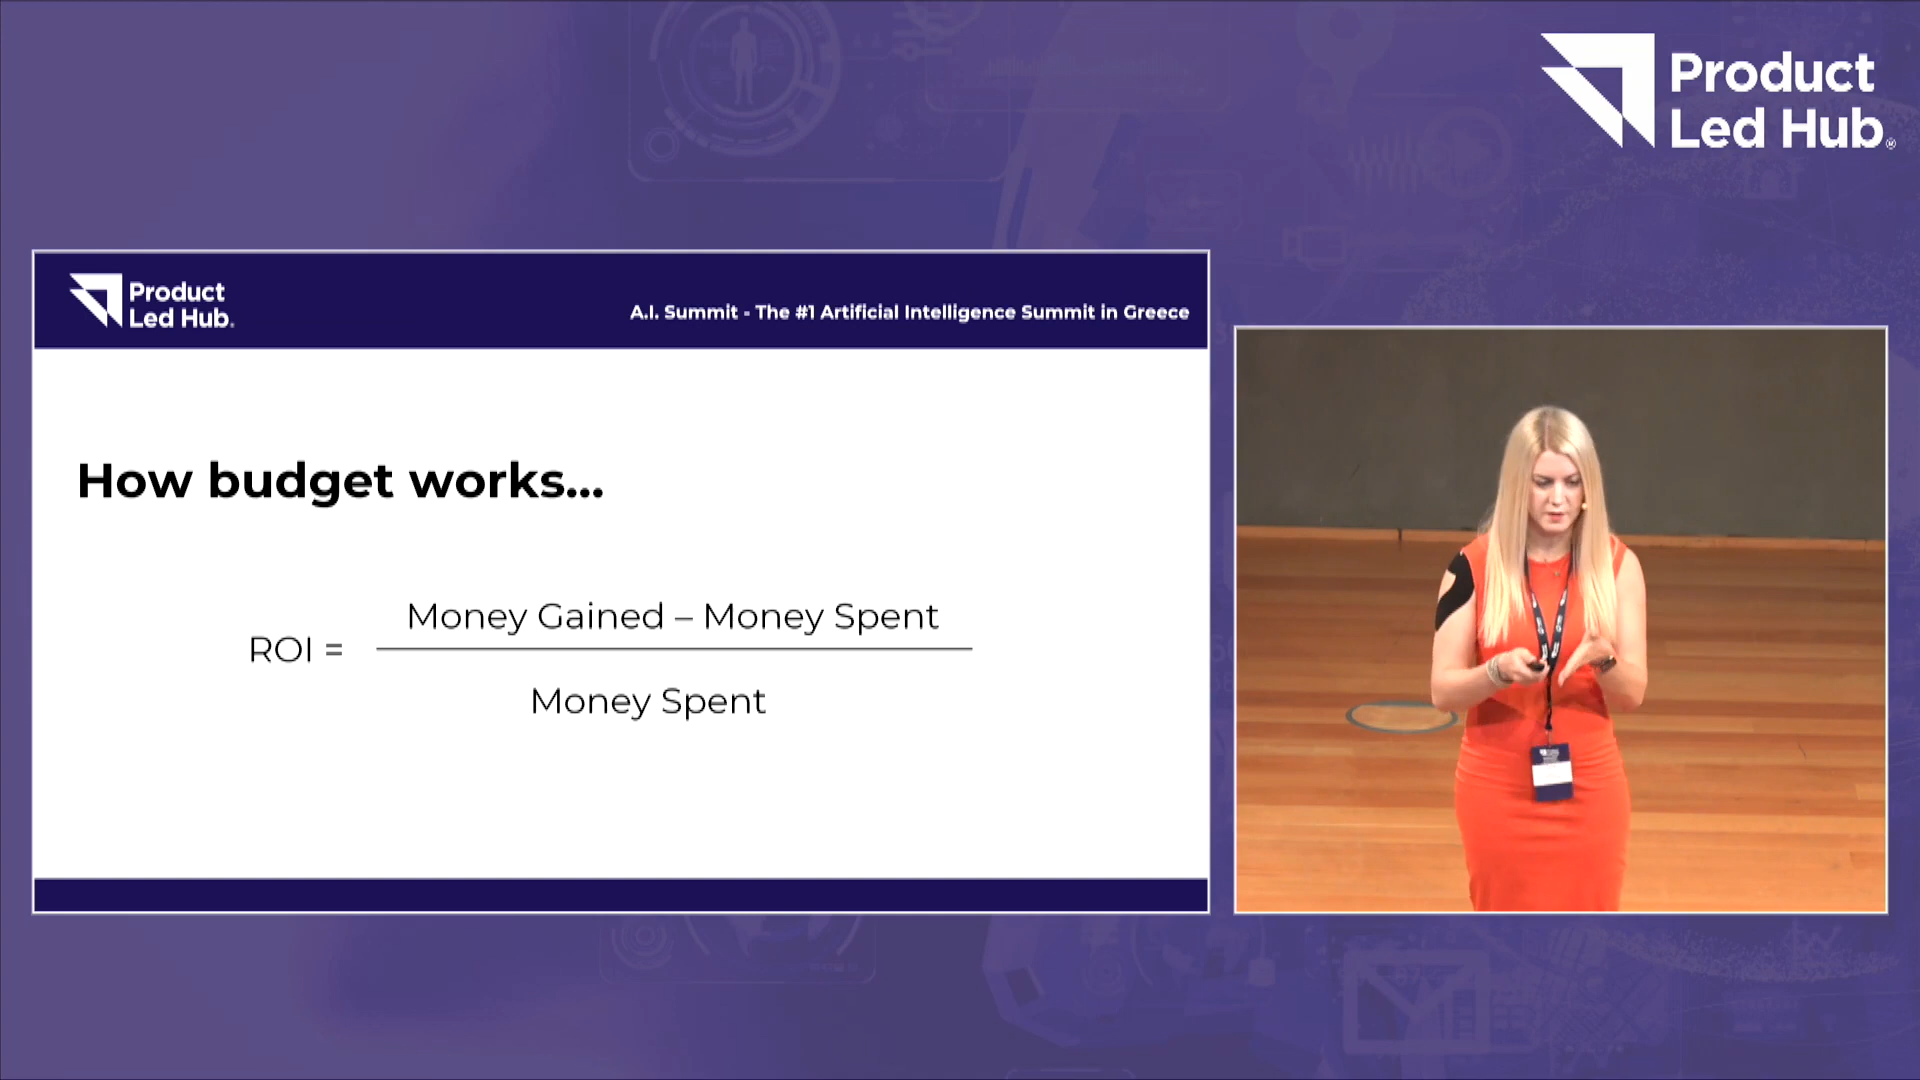 Product
Led Hub
Product
Led Hub.
A.I. Summit - The #1 Artificial Intelligence Summit in Greece
How budget works...
ROI =
Money Gained – Money Spent
Money Spent